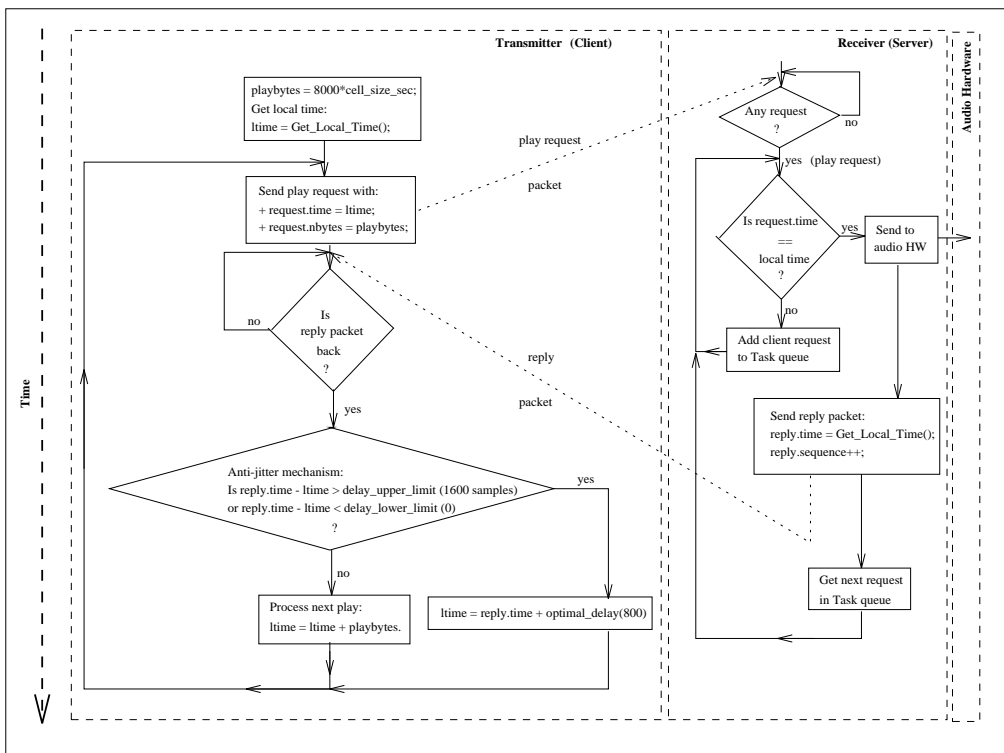 Transmitter (Client)
Receiver (Server)
Audio Hardware
Time
playbytes = 8000*cell_size_sec;
Get local time:
ltime = Get_Local_Time();
Send play request with:
+ request.time = ltime;
+ request.nbytes = playbytes;
play request
packet
Any request
?
no
yes (play request)
Is request.time
==
local time
?
yes
Send to
audio HW
no
Add client request
to Task queue
Is
reply packet
back
?
no
yes
reply
packet
Send reply packet:
reply.time = Get_Local_Time();
reply.sequence++;
Anti-jitter mechanism:
Is reply.time - ltime > delay_upper_limit (1600 samples)
or reply.time - ltime < delay_lower_limit (0)
?
yes
no
Process next play:
ltime = ltime + playbytes.
ltime = reply.time + optimal_delay(800)
Get next request
in Task queue